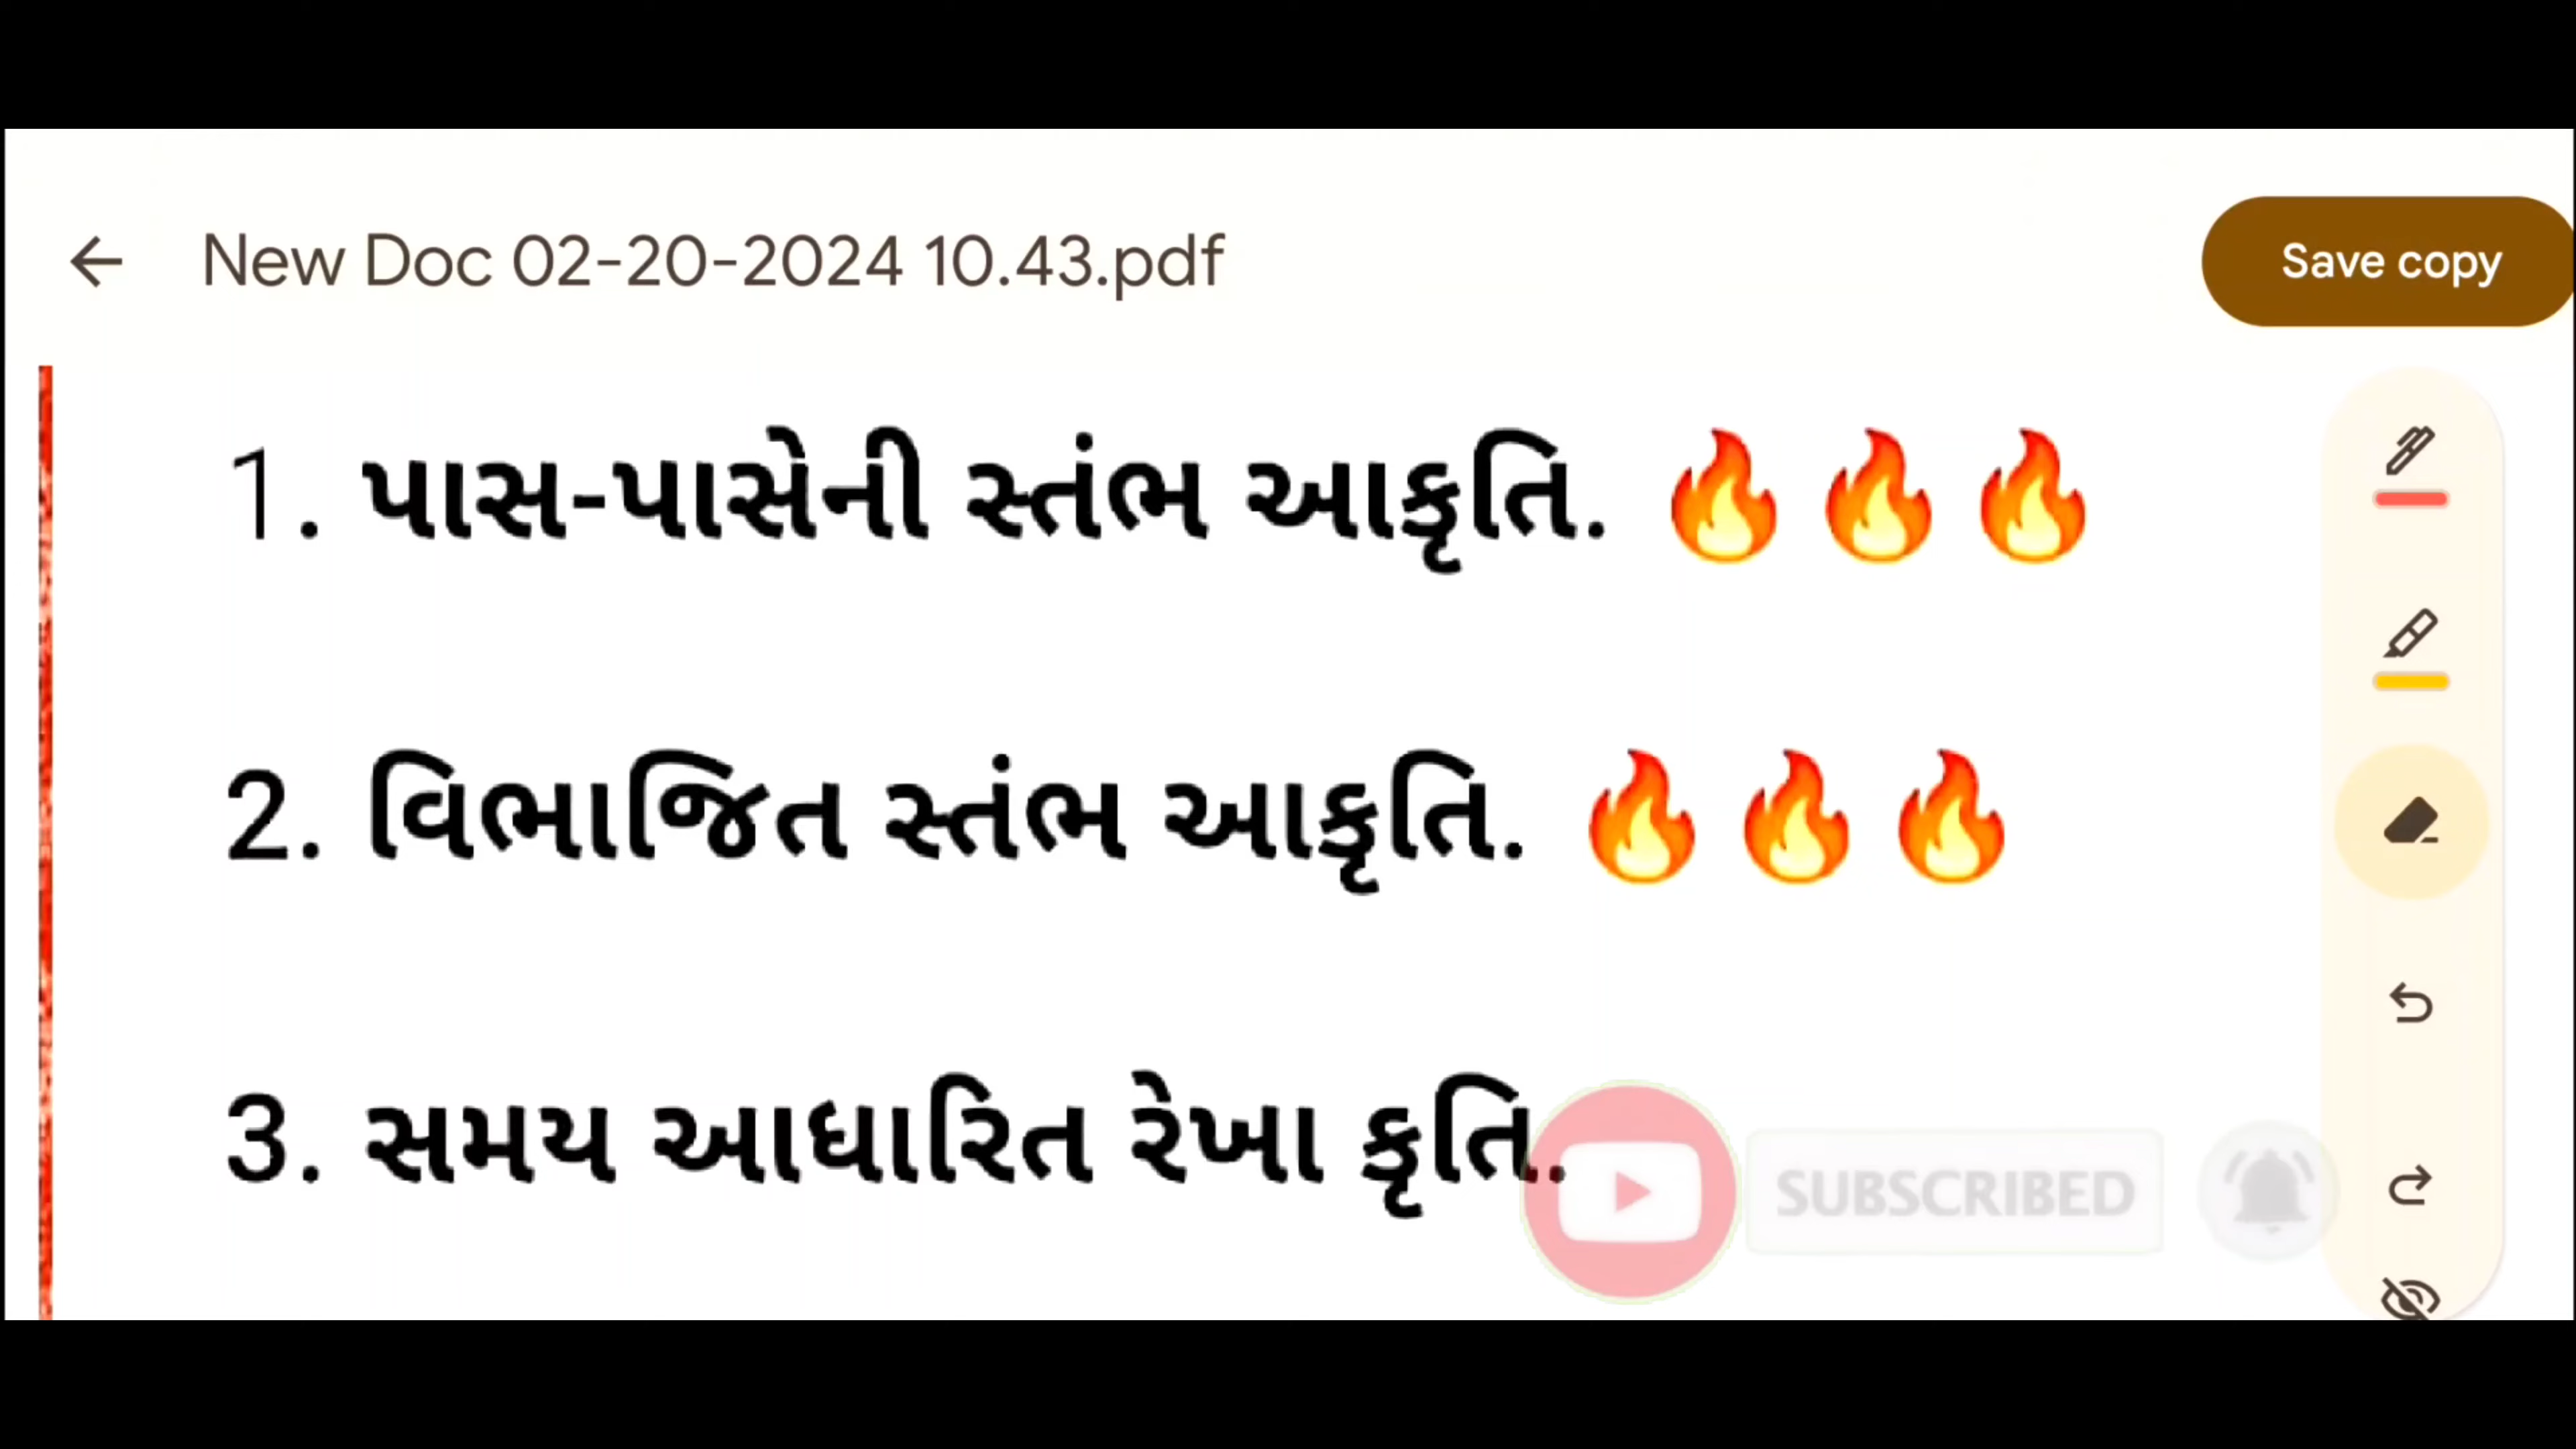 New Doc 02-20-2024 10.43.pdf
Save copy
1. પાસ-પાસેની સ્તંભ આકૃતિ. 🔥🔥🔥
2. વિભાજિત સ્તંભ આકૃતિ. 🔥🔥🔥
3. સમય આધારિત રેખા કૃતિ.
SUBSCRIBED